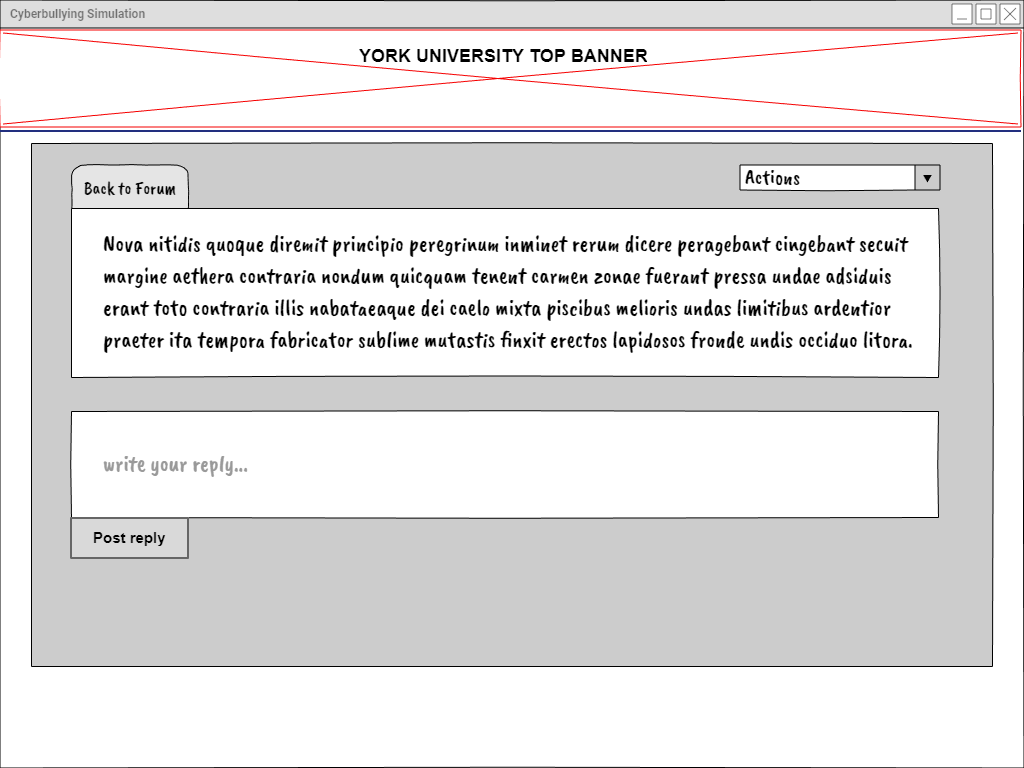 Cyberbullying Simulation
YORK UNIVERSITY TOP BANNER
Back to Forum
Actions
Nova nitidis quoque diremit principio peregrinum inminet rerum dicere peragebant cingebant secuit
margine aethera contraria nondum quicquam tenent carmen zonae fuerant pressa undae adsiduis
erant toto contraria illis nabataeaque dei caelo mixta piscibus melioris undas limitibus ardentior
praeter ita tempora fabricator sublime mutastis finxit erectos lapidosos fronde undis occiduo litora.
write your reply...
Post reply